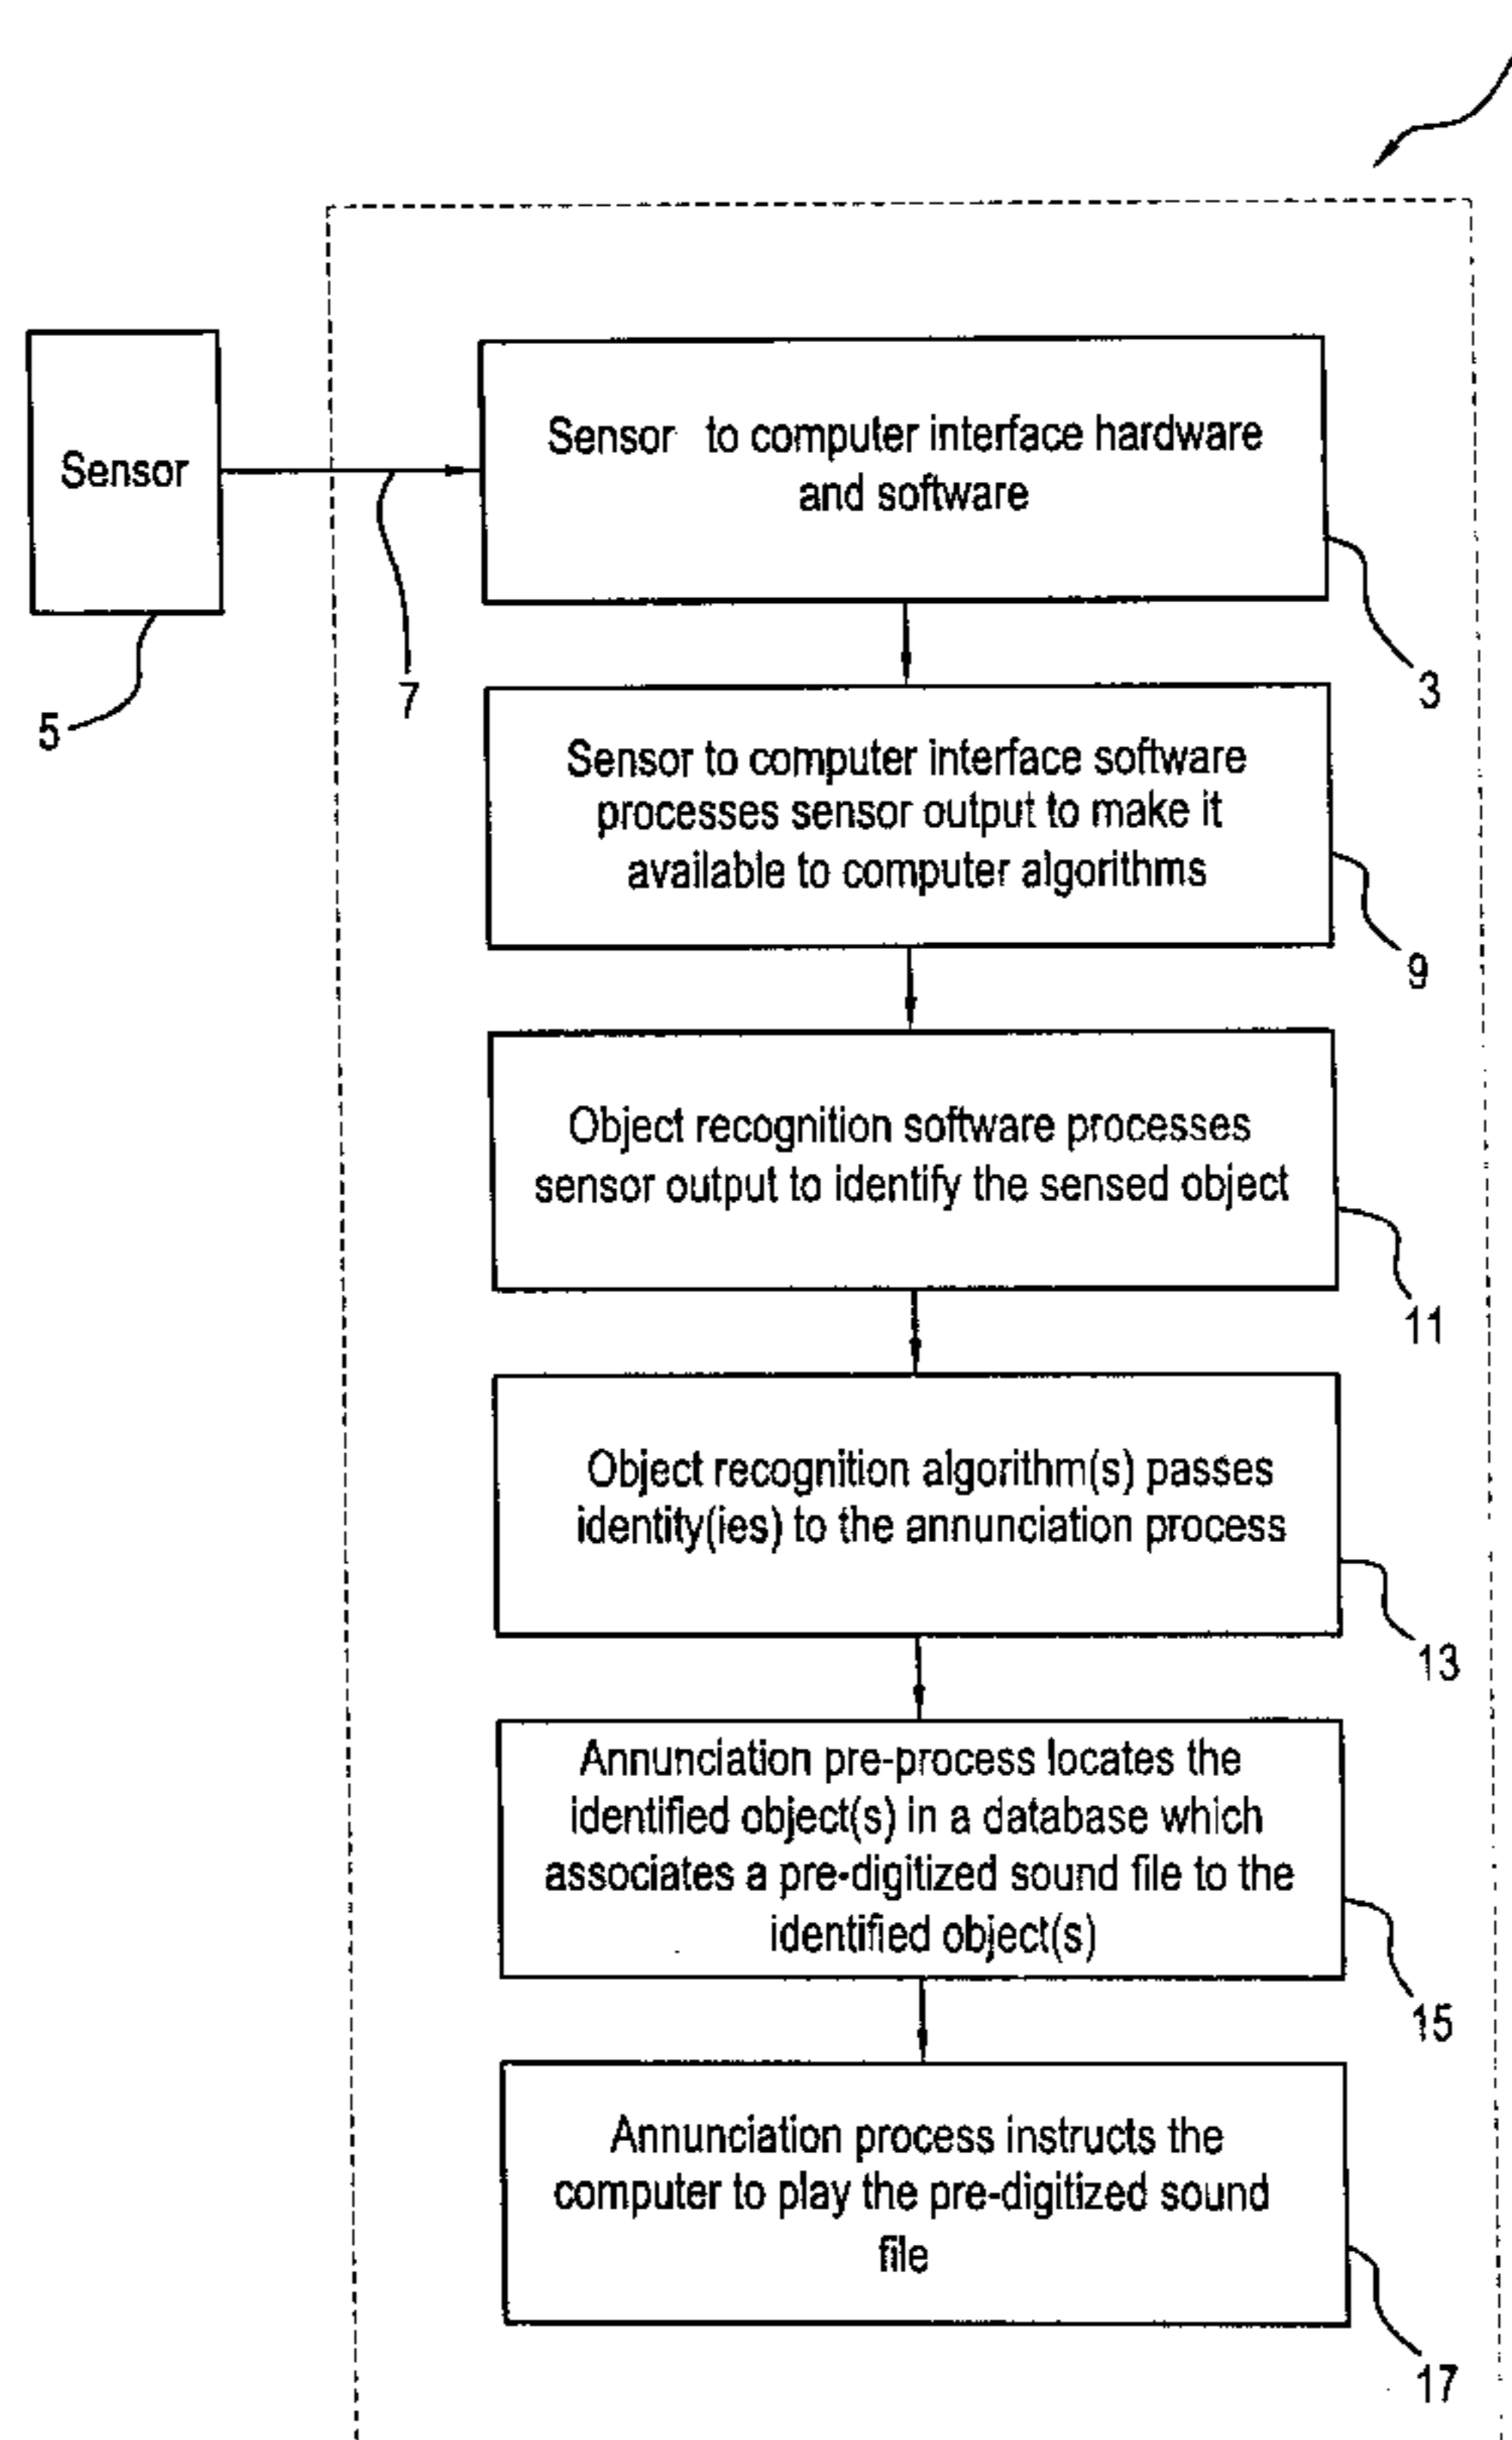 Sensor
5
7
Sensor to computer interface hardware
and software
3
Sensor to computer interface software
processes sensor output to make it
available to computer algorithms
9
Object recognition software processes
sensor output to identify the sensed object
11
Object recognition algorithm(s) passes
identity(ies) to the annunciation process
13
Annunciation pre-process locates the
identified object(s) in a database which
associates a pre-digitized sound file to the
identified object(s)
15
Annunciation process instructs the
computer to play the pre-digitized sound
file
17